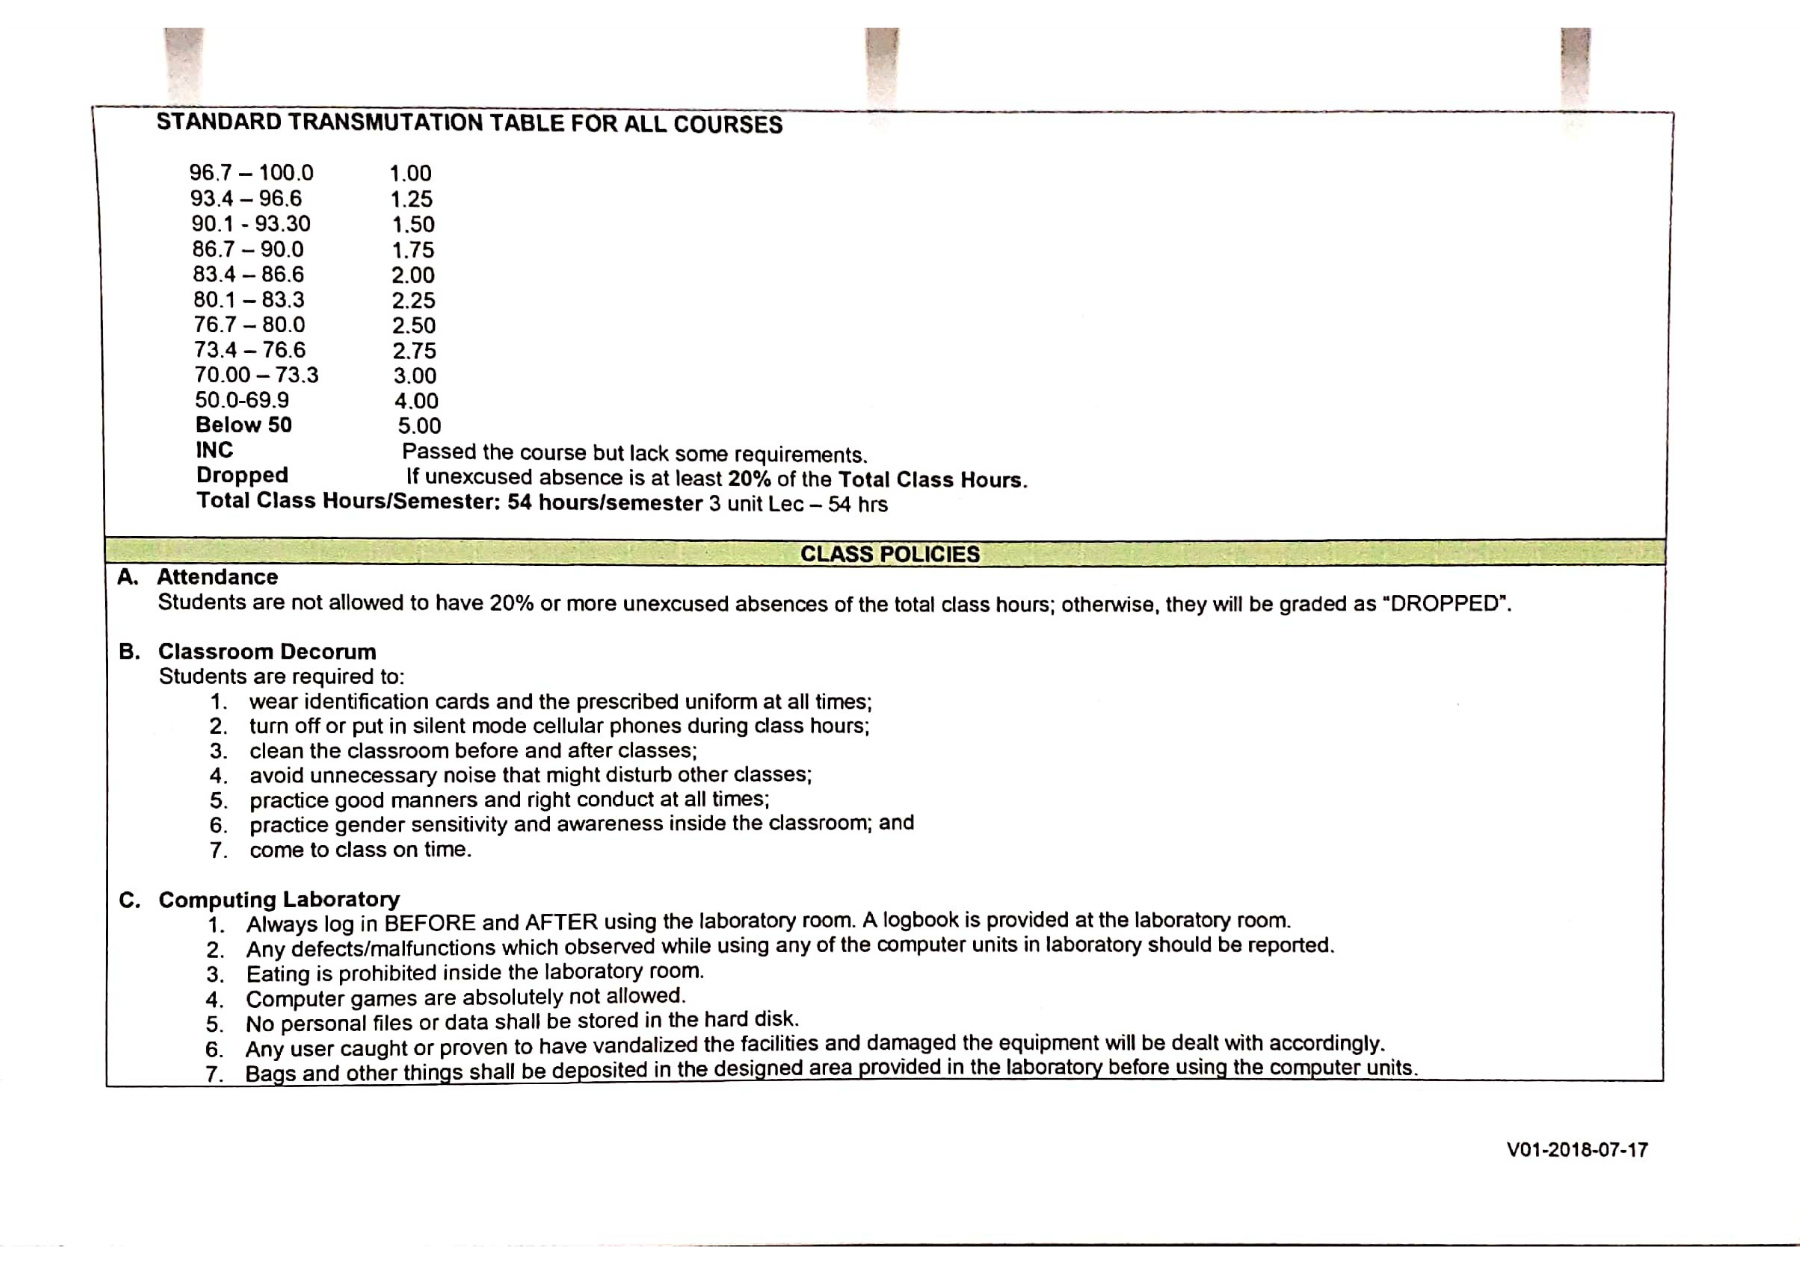 STANDARD TRANSMUTATION TABLE FOR ALL COURSES
96.7 – 100.0 1.00
93.4 – 96.6 1.25
90.1 - 93.30 1.50
86.7 – 90.0 1.75
83.4 – 86.6 2.00
80.1 – 83.3 2.25
76.7 – 80.0 2.50
73.4 – 76.6 2.75
70.00 – 73.3 3.00
50.0-69.9 4.00
Below 50 5.00
INC Passed the course but lack some requirements.
Dropped If unexcused absence is at least 20% of the Total Class Hours.
Total Class Hours/Semester: 54 hours/semester 3 unit Lec – 54 hrs
CLASS POLICIES
A. Attendance
Students are not allowed to have 20% or more unexcused absences of the total class hours; otherwise, they will be graded as "DROPPED".
B. Classroom Decorum
Students are required to:
1. wear identification cards and the prescribed uniform at all times;
2. turn off or put in silent mode cellular phones during class hours;
3. clean the classroom before and after classes;
4. avoid unnecessary noise that might disturb other classes;
5. practice good manners and right conduct at all times;
6. practice gender sensitivity and awareness inside the classroom; and
7. come to class on time.
C. Computing Laboratory
1. Always log in BEFORE and AFTER using the laboratory room. A logbook is provided at the laboratory room.
2. Any defects/malfunctions which observed while using any of the computer units in laboratory should be reported.
3. Eating is prohibited inside the laboratory room.
4. Computer games are absolutely not allowed.
5. No personal files or data shall be stored in the hard disk.
6. Any user caught or proven to have vandalized the facilities and damaged the equipment will be dealt with accordingly.
7. Bags and other things shall be deposited in the designed area provided in the laboratory before using the computer units.
V01-2018-07-17